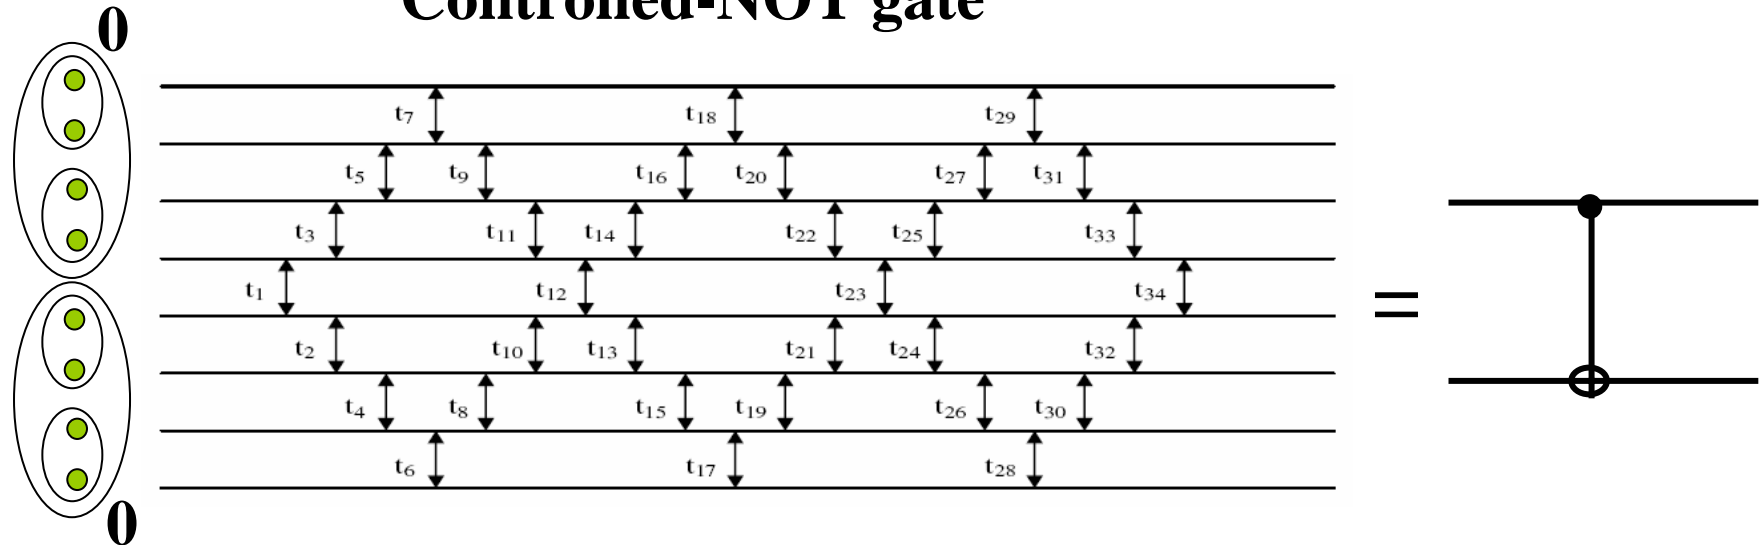 Controlled-NOT gate
0
t7 t18 t29
t5 t9 t16 t20 t27 t31
t3 t11 t14 t22 t25 t33
t1 t12 t23 t34
=
t2 t10 t13 t21 t24 t32
t4 t8 t15 t19 t26 t30
t6 t17 t28
0